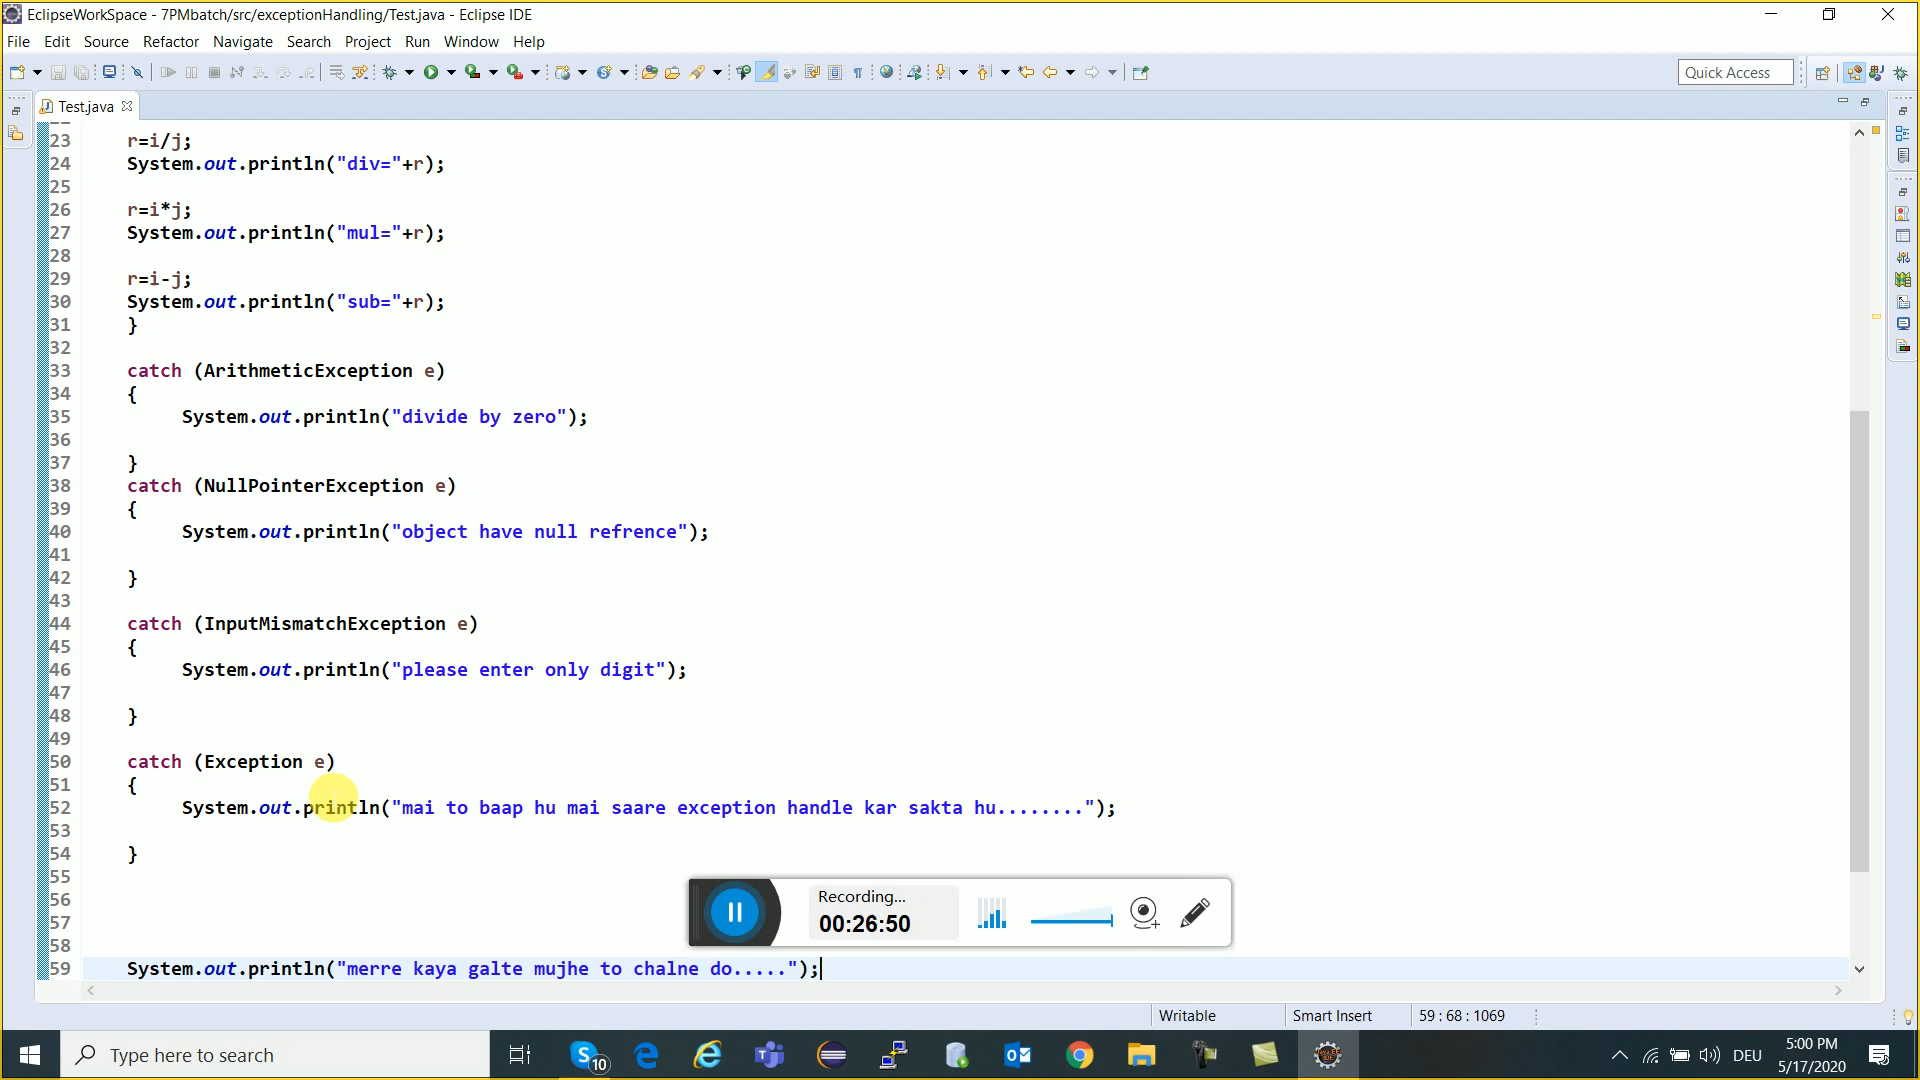 EclipseWorkSpace - 7PMbatch/src/exceptionHandling/Test.java - Eclipse IDE
File Edit Source Refactor Navigate Search Project Run Window Help
Quick Access
Test.java
23 r=i/j;
24 System.out.println("div="+r);
25
26 r=i*j;
27 System.out.println("mul="+r);
28
29 r=i-j;
30 System.out.println("sub="+r);
31 }
32
33 catch (ArithmeticException e)
34 {
35 System.out.println("divide by zero");
36
37 }
38 catch (NullPointerException e)
39 {
40 System.out.println("object have null refrence");
41
42 }
43
44 catch (InputMismatchException e)
45 {
46 System.out.println("please enter only digit");
47
48 }
49
50 catch (Exception e)
51 {
52 System.out.println("mai to baap hu mai saare exception handle kar sakta hu........");
53
54 }
55
56
57
58
59 System.out.println("merre kaya galte mujhe to chalne do.....");
Recording...
00:26:50
Writable Smart Insert 59 : 68 : 1069
Type here to search
10
DEU
5:00 PM
5/17/2020